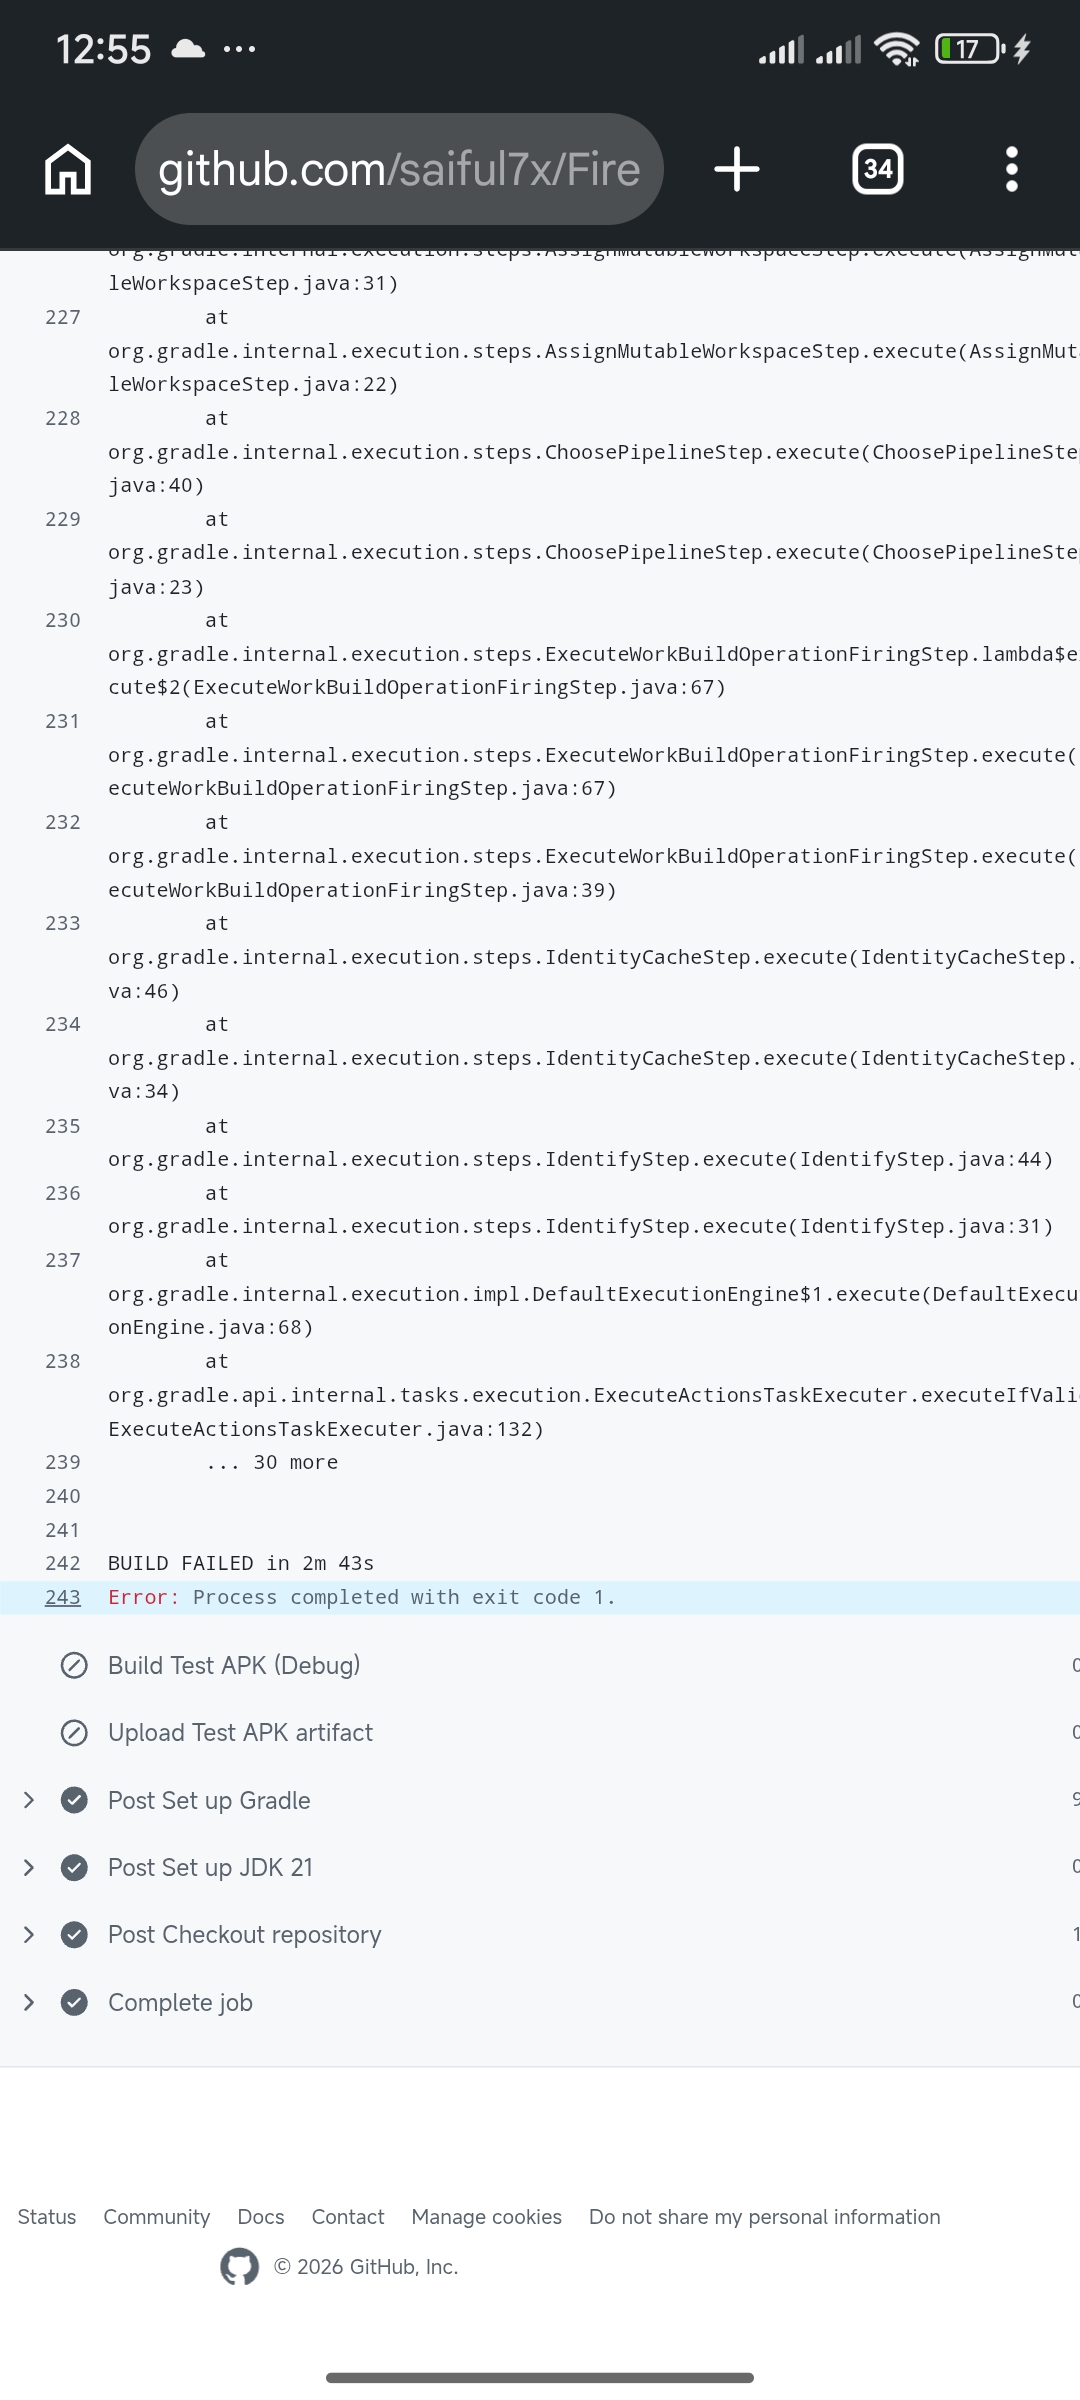 12:55
17
github.com/saiful7x/Fire
34
leWorkspaceStep.java:31)
227 at
org.gradle.internal.execution.steps.AssignMutableWorkspaceStep.execute(AssignMut
leWorkspaceStep.java:22)
228 at
org.gradle.internal.execution.steps.ChoosePipelineStep.execute(ChoosePipelineSte
java:40)
229 at
org.gradle.internal.execution.steps.ChoosePipelineStep.execute(ChoosePipelineSte
java:23)
230 at
org.gradle.internal.execution.steps.ExecuteWorkBuildOperationFiringStep.lambda$e
cute$2(ExecuteWorkBuildOperationFiringStep.java:67)
231 at
org.gradle.internal.execution.steps.ExecuteWorkBuildOperationFiringStep.execute(
ecuteWorkBuildOperationFiringStep.java:67)
232 at
org.gradle.internal.execution.steps.ExecuteWorkBuildOperationFiringStep.execute(
ecuteWorkBuildOperationFiringStep.java:39)
233 at
org.gradle.internal.execution.steps.IdentityCacheStep.execute(IdentityCacheStep.
va:46)
234 at
org.gradle.internal.execution.steps.IdentityCacheStep.execute(IdentityCacheStep.
va:34)
235 at
org.gradle.internal.execution.steps.IdentifyStep.execute(IdentifyStep.java:44)
236 at
org.gradle.internal.execution.steps.IdentifyStep.execute(IdentifyStep.java:31)
237 at
org.gradle.internal.execution.impl.DefaultExecutionEngine$1.execute(DefaultExecu
onEngine.java:68)
238 at
org.gradle.api.internal.tasks.execution.ExecuteActionsTaskExecuter.executeIfVali
ExecuteActionsTaskExecuter.java:132)
239 ... 30 more
240
241
242 BUILD FAILED in 2m 43s
243 Error: Process completed with exit code 1.
Build Test APK (Debug)
Upload Test APK artifact
Post Set up Gradle
Post Set up JDK 21
Post Checkout repository
Complete job
Status Community Docs Contact Manage cookies Do not share my personal information
© 2026 GitHub, Inc.